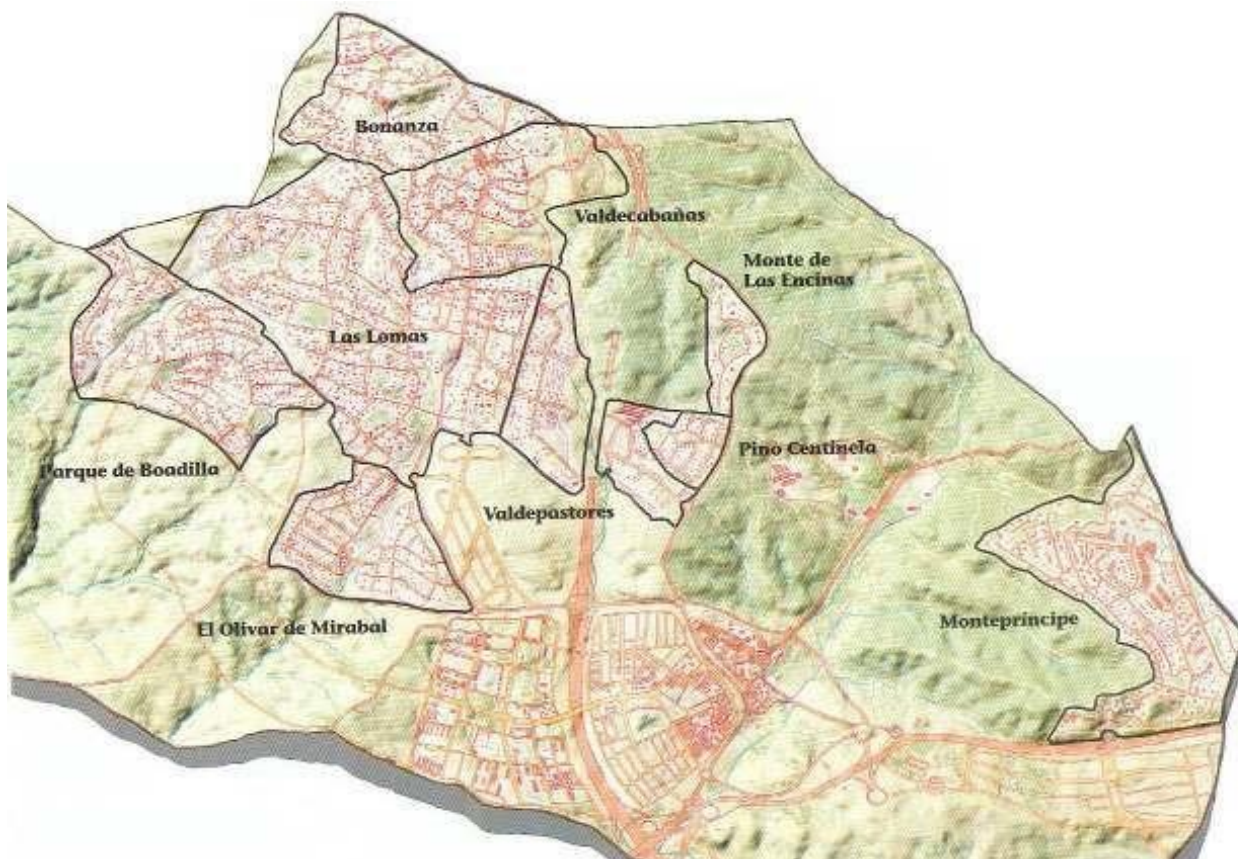 Bonanza
Valdecabañas
Monte de
Las Encinas
Las Lomas
Pino Centinela
Parque de Boadilla
Valdepastores
El Olivar de Mirabal
Montepríncipe